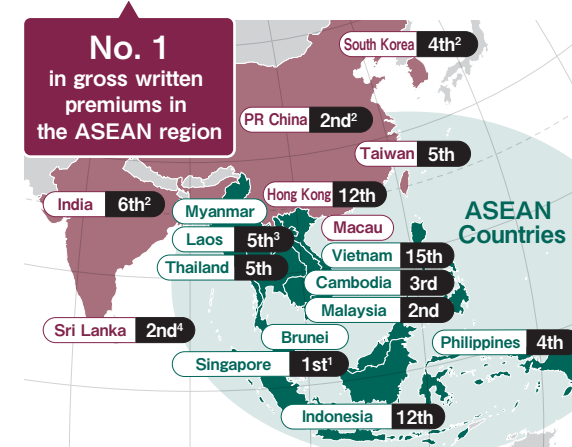 No. 1
in gross written
premiums in
the ASEAN region
South Korea 4th²
PR China 2nd²
Taiwan 5th
Hong Kong 12th
India 6th²
Myanmar
Macau
ASEAN
Countries
Laos 5th³
Vietnam 15th
Thailand 5th
Cambodia 3rd
Malaysia 2nd
Sri Lanka 2nd⁴
Brunei
Philippines 4th
Singapore 1st¹
Indonesia 12th